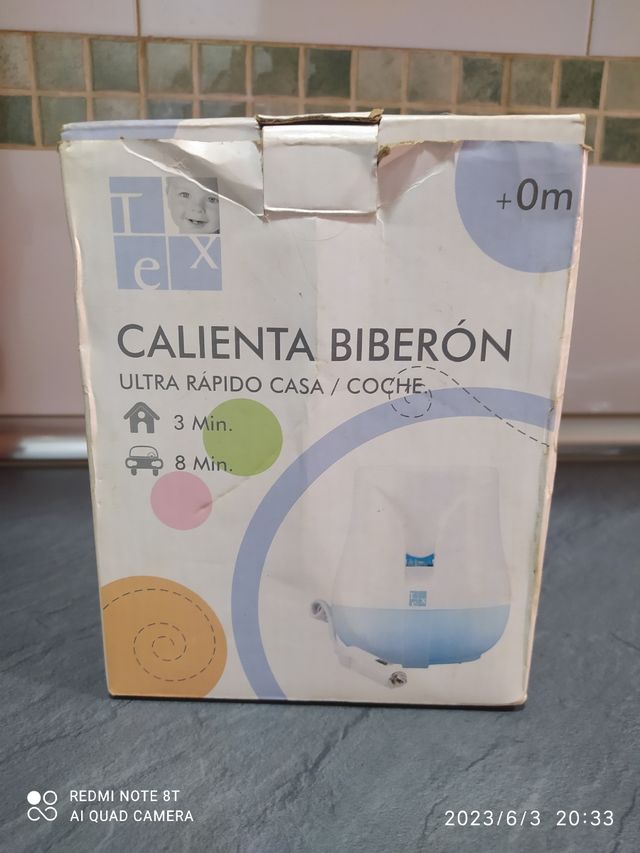 Tex
+0m
CALIENTA BIBERÓN
ULTRA RÁPIDO CASA / COCHE
3 Min.
8 Min.
REDMI NOTE 8T
AI QUAD CAMERA
2023/6/3 20:33